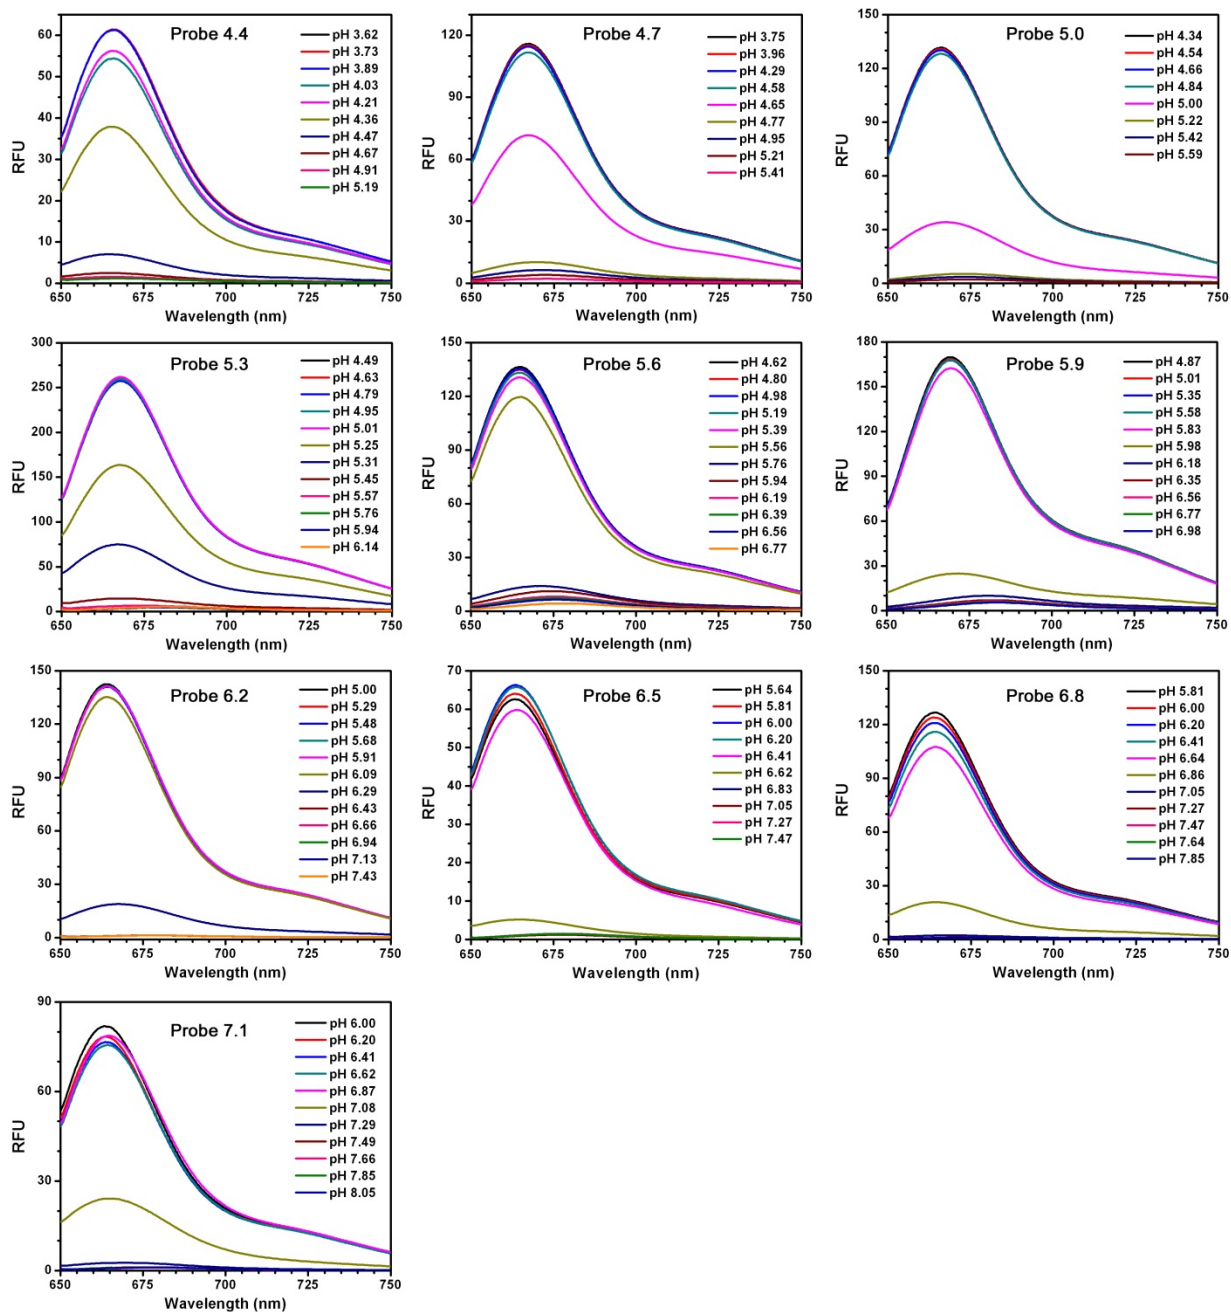 Probe 4.4
RFU
60
50
40
30
20
10
0
650 675 700 725 750
Wavelength (nm)
pH 3.62
pH 3.73
pH 3.89
pH 4.03
pH 4.21
pH 4.36
pH 4.47
pH 4.67
pH 4.91
pH 5.19
Probe 4.7
RFU
120
90
60
30
0
650 675 700 725 750
Wavelength (nm)
pH 3.75
pH 3.96
pH 4.29
pH 4.58
pH 4.65
pH 4.77
pH 4.95
pH 5.21
pH 5.41
Probe 5.0
RFU
150
120
90
60
30
0
650 675 700 725 750
Wavelength (nm)
pH 4.34
pH 4.54
pH 4.66
pH 4.84
pH 5.00
pH 5.22
pH 5.42
pH 5.59
Probe 5.3
RFU
300
250
200
150
100
50
0
650 675 700 725 750
Wavelength (nm)
pH 4.49
pH 4.63
pH 4.79
pH 4.95
pH 5.01
pH 5.25
pH 5.31
pH 5.45
pH 5.57
pH 5.76
pH 5.94
pH 6.14
Probe 5.6
RFU
150
120
90
60
30
0
650 675 700 725 750
Wavelength (nm)
pH 4.62
pH 4.80
pH 4.98
pH 5.19
pH 5.39
pH 5.56
pH 5.76
pH 5.94
pH 6.19
pH 6.39
pH 6.56
pH 6.77
Probe 5.9
RFU
180
150
120
90
60
30
0
650 675 700 725 750
Wavelength (nm)
pH 4.87
pH 5.01
pH 5.35
pH 5.58
pH 5.83
pH 5.98
pH 6.18
pH 6.35
pH 6.56
pH 6.77
pH 6.98
Probe 6.2
RFU
150
120
90
60
30
0
650 675 700 725 750
Wavelength (nm)
pH 5.00
pH 5.29
pH 5.48
pH 5.68
pH 5.91
pH 6.09
pH 6.29
pH 6.43
pH 6.66
pH 6.94
pH 7.13
pH 7.43
Probe 6.5
RFU
70
60
50
40
30
20
10
0
650 675 700 725 750
Wavelength (nm)
pH 5.64
pH 5.81
pH 6.00
pH 6.20
pH 6.41
pH 6.62
pH 6.83
pH 7.05
pH 7.27
pH 7.47
Probe 6.8
RFU
150
120
90
60
30
0
650 675 700 725 750
Wavelength (nm)
pH 5.81
pH 6.00
pH 6.20
pH 6.41
pH 6.64
pH 6.86
pH 7.05
pH 7.27
pH 7.47
pH 7.64
pH 7.85
Probe 7.1
RFU
90
60
30
0
650 675 700 725 750
Wavelength (nm)
pH 6.00
pH 6.20
pH 6.41
pH 6.62
pH 6.87
pH 7.08
pH 7.29
pH 7.49
pH 7.66
pH 7.85
pH 8.05